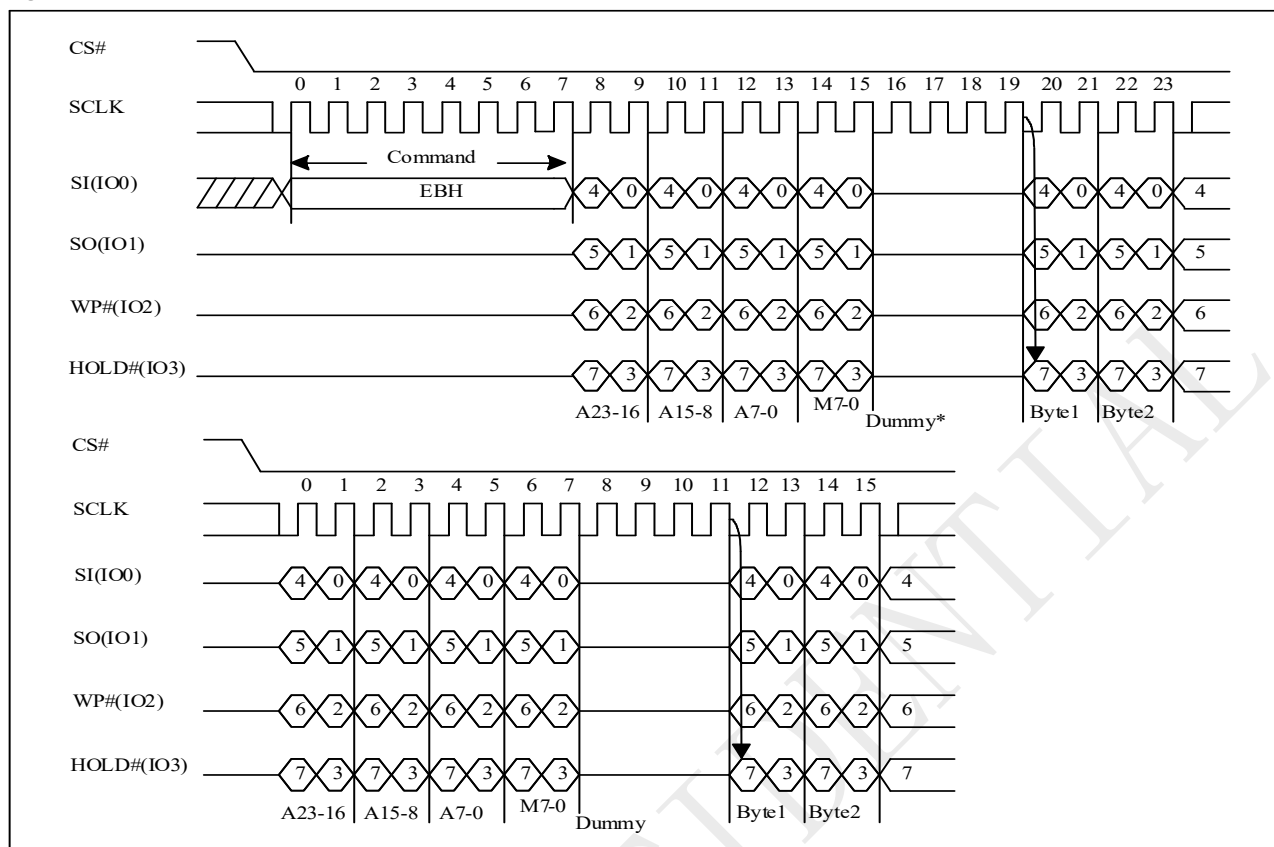 CS#
0 1 2 3 4 5 6 7 8 9 10 11 12 13 14 15 16 17 18 19 20 21 22 23
SCLK
Command
SI(IO0) EBH 4 0 4 0 4 0 4 0 4 0 4 0 4
SO(IO1) 5 1 5 1 5 1 5 1 5 1 5 1 5
WP#(IO2) 6 2 6 2 6 2 6 2 6 2 6 2 6
HOLD#(IO3) 7 3 7 3 7 3 7 3 7 3 7 3 7
A23-16 A15-8 A7-0 M7-0 Dummy* Byte1 Byte2
CS#
0 1 2 3 4 5 6 7 8 9 10 11 12 13 14 15
SCLK
SI(IO0) 4 0 4 0 4 0 4 0 4 0 4 0 4
SO(IO1) 5 1 5 1 5 1 5 1 5 1 5 1 5
WP#(IO2) 6 2 6 2 6 2 6 2 6 2 6 2 6
HOLD#(IO3) 7 3 7 3 7 3 7 3 7 3 7 3 7
A23-16 A15-8 A7-0 M7-0 Dummy Byte1 Byte2